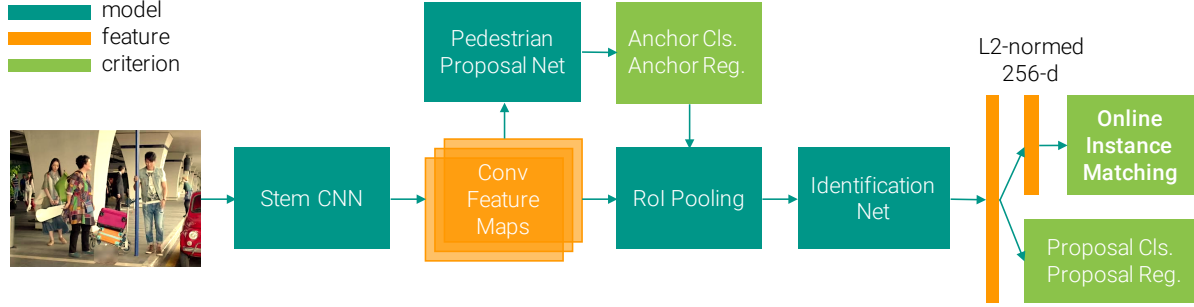 model
feature
criterion
Pedestrian
Proposal Net
Anchor Cls.
Anchor Reg.
L2-normed
256-d
Stem CNN
Conv
Feature
Maps
RoI Pooling
Identification
Net
Online
Instance
Matching
Proposal Cls.
Proposal Reg.